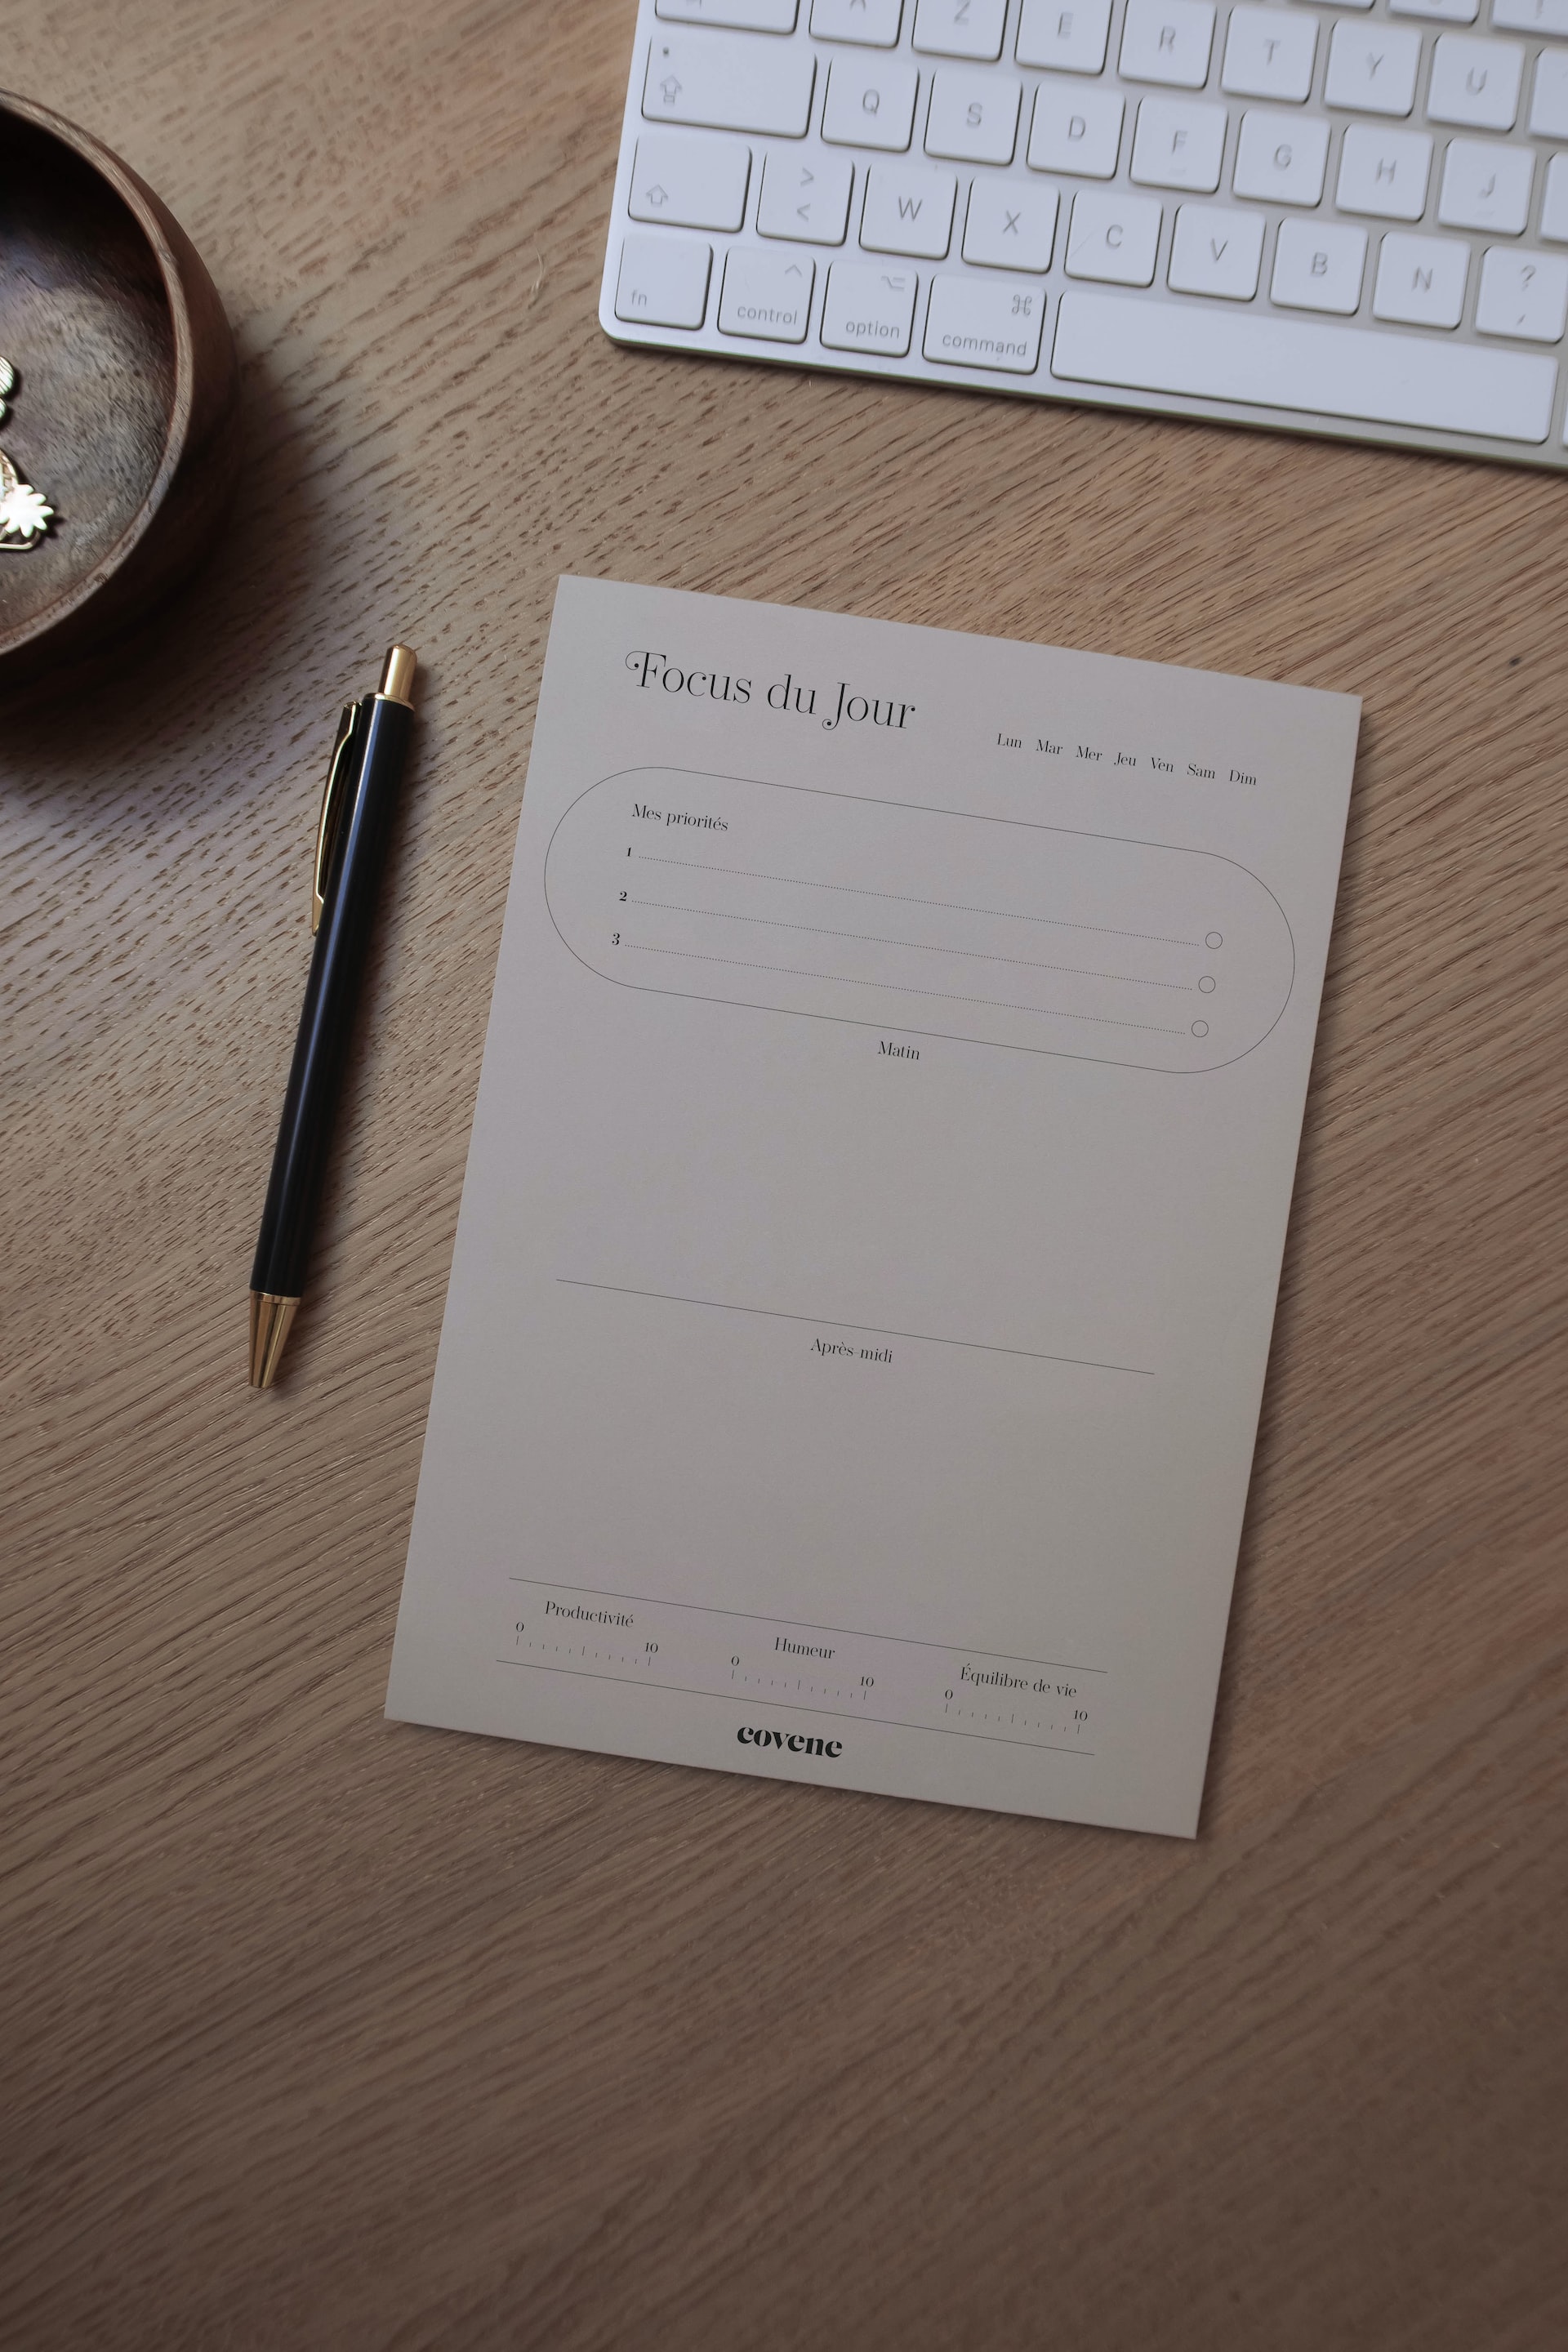 A Z E R T Y U
Q S D F G H J
> <
W X C V B N ?
,
fn control option command
Focus du Jour
Lun Mar Mer Jeu Ven Sam Dim
Mes priorités
1
2
3
Matin
Après-midi
Productivité
0 10
Humeur
0 10
Équilibre de vie
0 10
covene